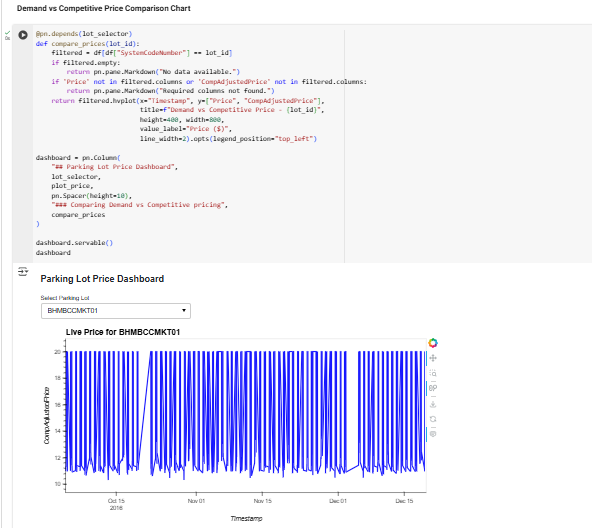 Demand vs Competitive Price Comparison Chart
@pn.depends(lot_selector)
def compare_prices(lot_id):
filtered = df[df["SystemCodeNumber"] == lot_id]
if filtered.empty:
return pn.pane.Markdown("No data available.")
if 'Price' not in filtered.columns or 'CompAdjustedPrice' not in filtered.columns:
return pn.pane.Markdown("Required columns not found.")
return filtered.hvplot(x="Timestamp", y=["Price", "CompAdjustedPrice"],
title=f"Demand vs Competitive Price - {lot_id}",
height=400, width=800,
value_label="Price ($)",
line_width=2).opts(legend_position="top_left")
dashboard = pn.Column(
"## Parking Lot Price Dashboard",
lot_selector,
plot_price,
pn.Spacer(height=10),
"### Comparing Demand vs Competitive pricing",
compare_prices
)
dashboard.servable()
dashboard
Parking Lot Price Dashboard
Select Parking Lot
BHMBCCMKT01
Live Price for BHMBCCMKT01
20
18
16
14
12
10
CompAdjustedPrice
Oct 15
2016
Nov 01
Nov 15
Dec 01
Dec 15
Timestamp